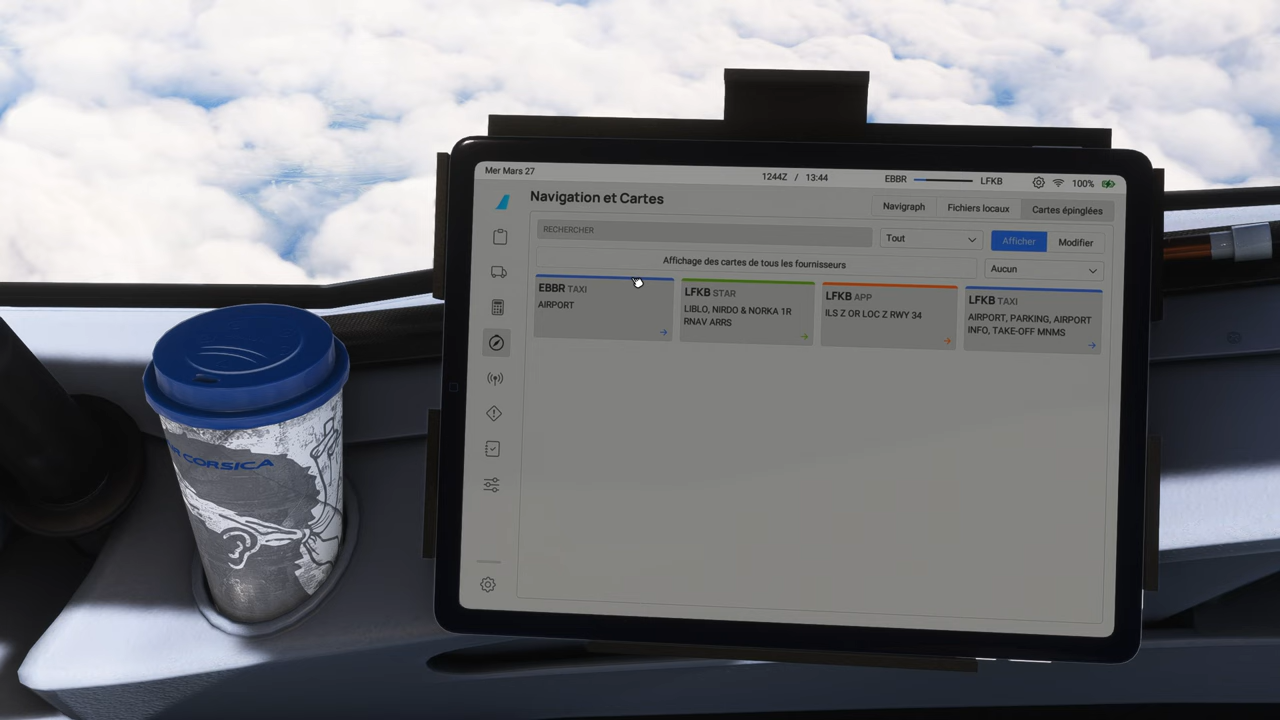 Mer Mars 27
1244Z / 13:44
EBBR LFKB
100%
Navigation et Cartes
Navigraph
Fichiers locaux
Cartes épinglées
RECHERCHER
Tout
Afficher
Modifier
Affichage des cartes de tous les fournisseurs
Aucun
EBBR TAXI
AIRPORT
LFKB STAR
LIBLO, NIRDO & NORKA 1R
RNAV ARRS
LFKB APP
ILS Z OR LOC Z RWY 34
LFKB TAXI
AIRPORT, PARKING, AIRPORT
INFO, TAKE-OFF MNMS
CORSICA